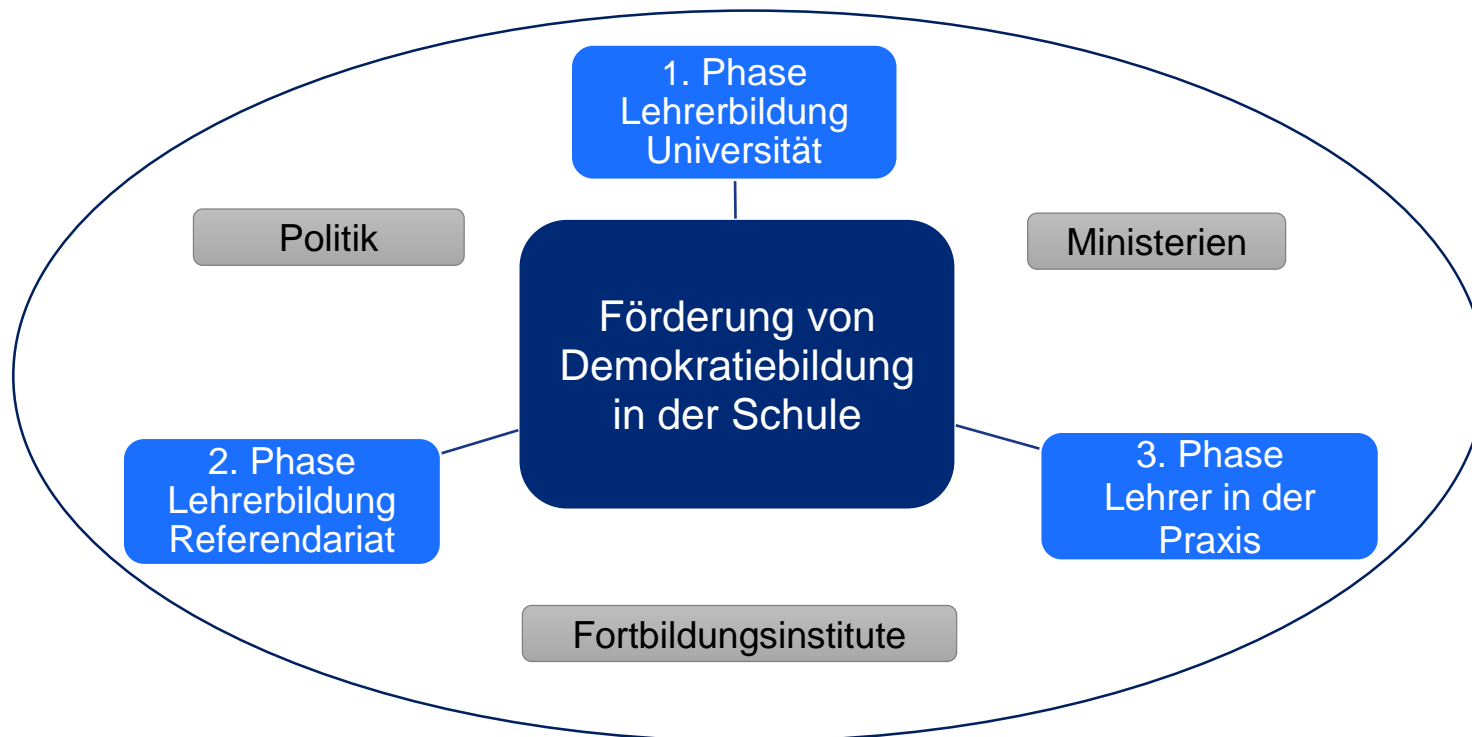 1. Phase
Lehrerbildung
Universität
Politik
Ministerien
Förderung von
Demokratiebildung
in der Schule
2. Phase
Lehrerbildung
Referendariat
3. Phase
Lehrer in der
Praxis
Fortbildungsinstitute